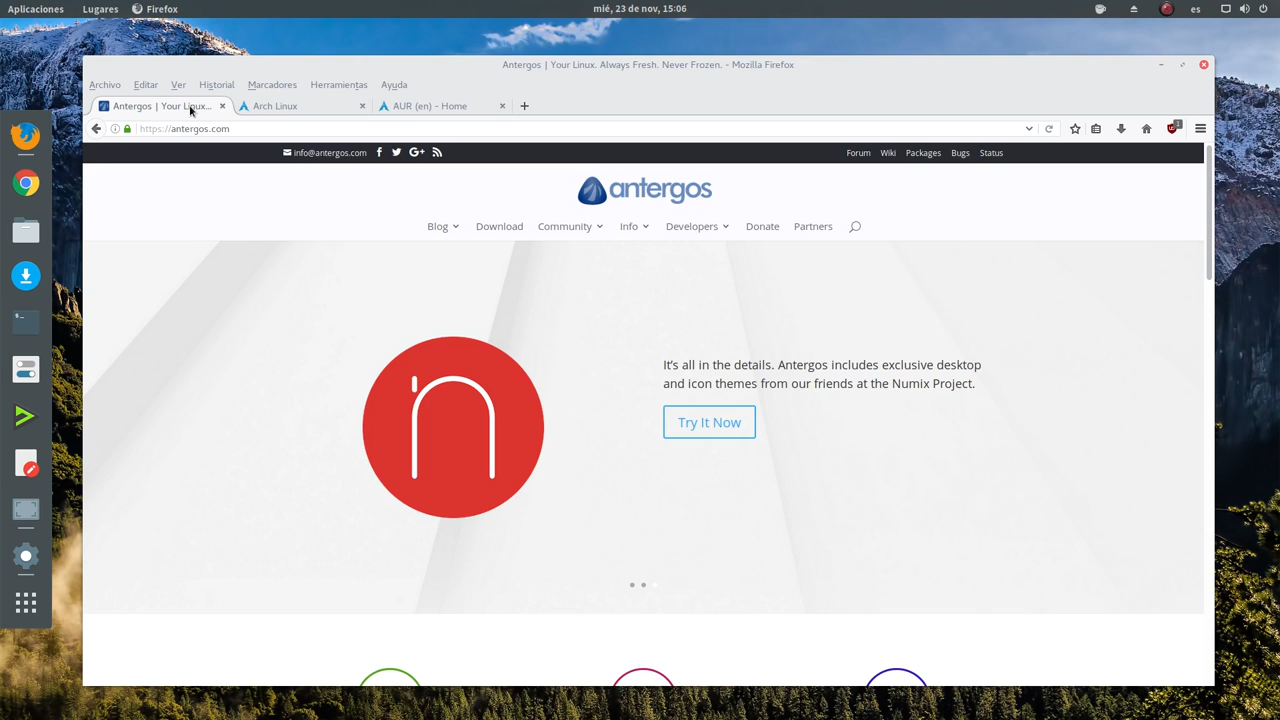 Aplicaciones Lugares Firefox mié, 23 de nov, 15:06 es
Antergos | Your Linux. Always Fresh. Never Frozen. - Mozilla Firefox
Archivo Editar Ver Historial Marcadores Herramientas Ayuda
Antergos | Your Linux... Arch Linux AUR (en) - Home
https://antergos.com 1
info@antergos.com Forum Wiki Packages Bugs Status
antergos
Blog Download Community Info Developers Donate Partners
It's all in the details. Antergos includes exclusive desktop
and icon themes from our friends at the Numix Project.
Try It Now